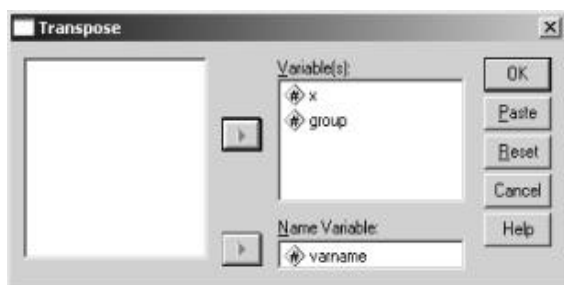 Transpose
Variable(s):
# x
# group
Name Variable:
# varname
OK
Paste
Reset
Cancel
Help